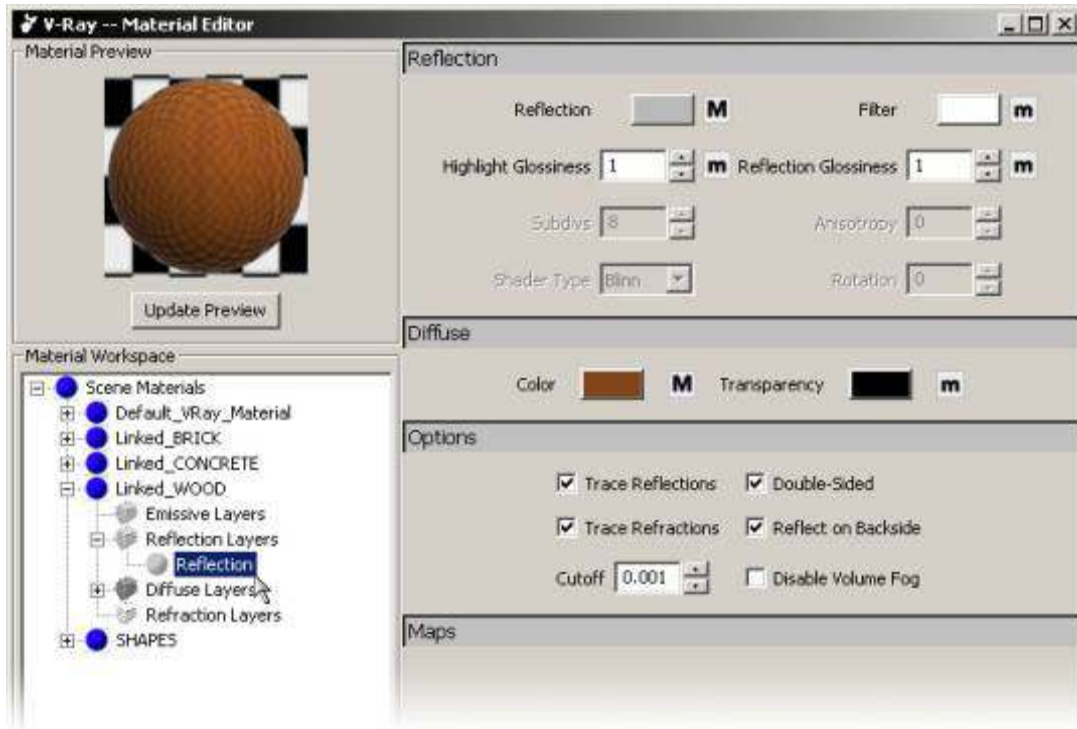 V-Ray -- Material Editor
Material Preview
Update Preview
Material Workspace
Scene Materials
Default_VRay_Material
Linked_BRICK
Linked_CONCRETE
Linked_WOOD
Emissive Layers
Reflection Layers
Reflection
Diffuse Layers
Refraction Layers
SHAPES
Reflection
Reflection M Filter m
Highlight Glossiness 1 m Reflection Glossiness 1 m
Subdivs 8 Anisotropy 0
Shader Type Blinn Rotation 0
Diffuse
Color M Transparency m
Options
Trace Reflections Double-Sided
Trace Refractions Reflect on Backside
Cutoff 0.001 Disable Volume Fog
Maps